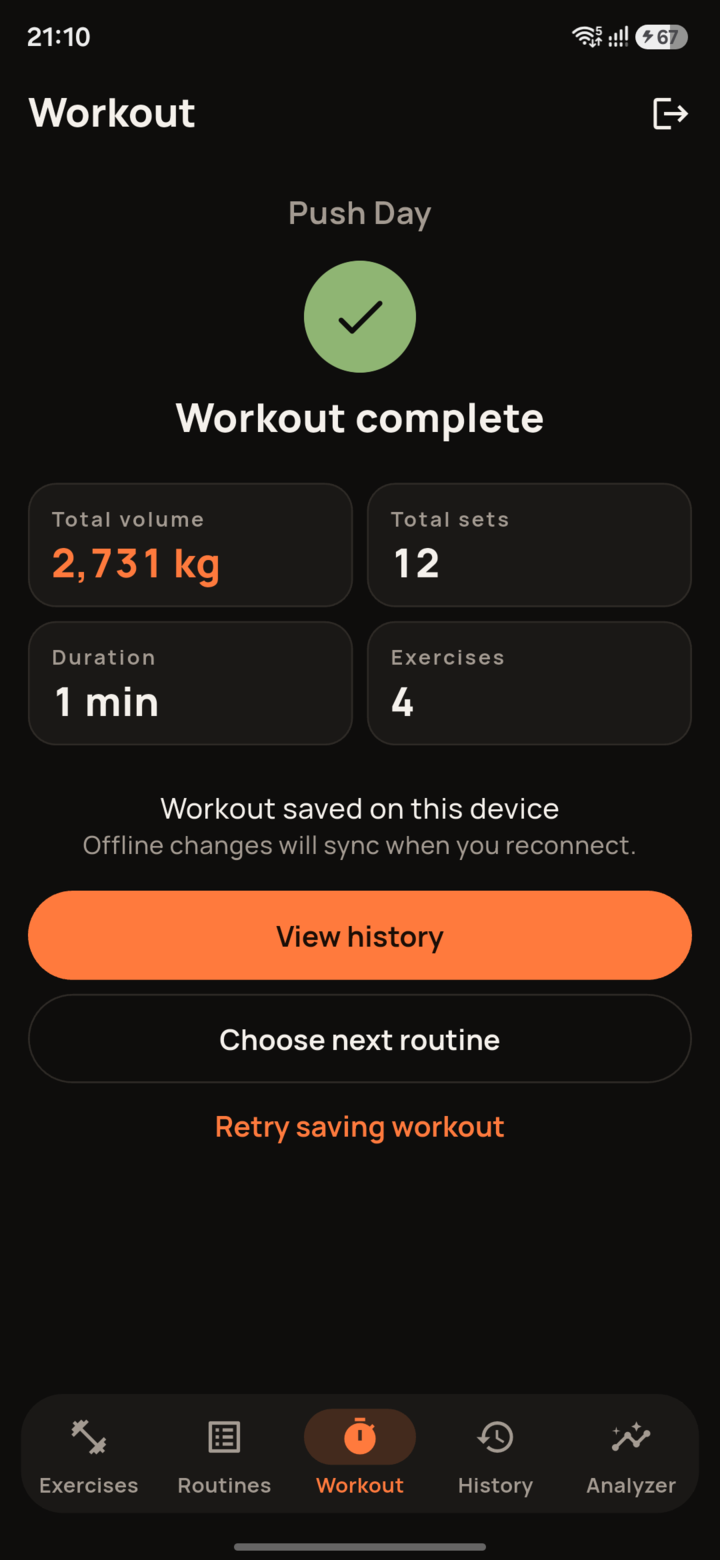 21:10
5
67
Workout
Push Day
Workout complete
Total volume
2,731 kg
Total sets
12
Duration
1 min
Exercises
4
Workout saved on this device
Offline changes will sync when you reconnect.
View history
Choose next routine
Retry saving workout
Exercises
Routines
Workout
History
Analyzer